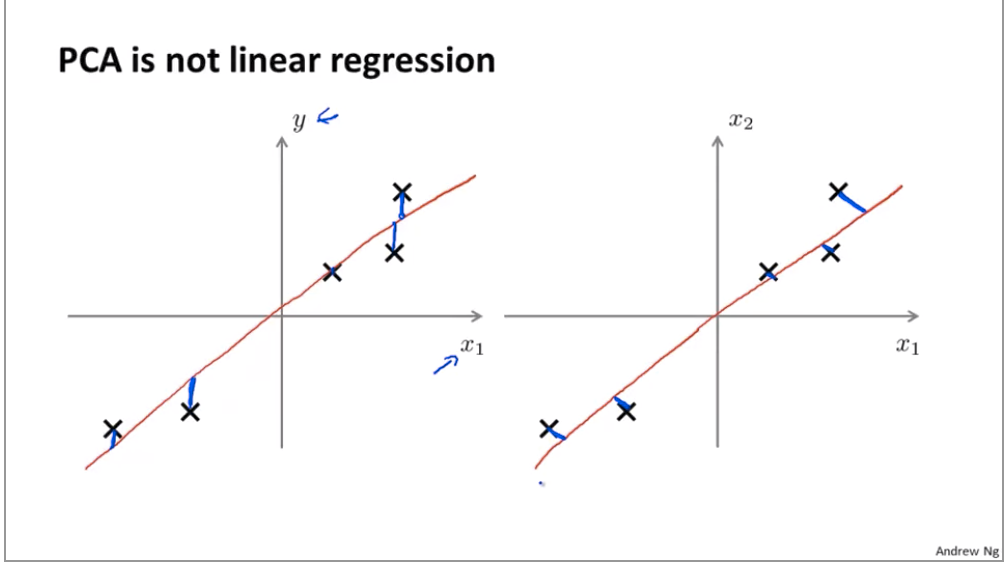 PCA is not linear regression
y
x₂
x₁
x₁
Andrew Ng